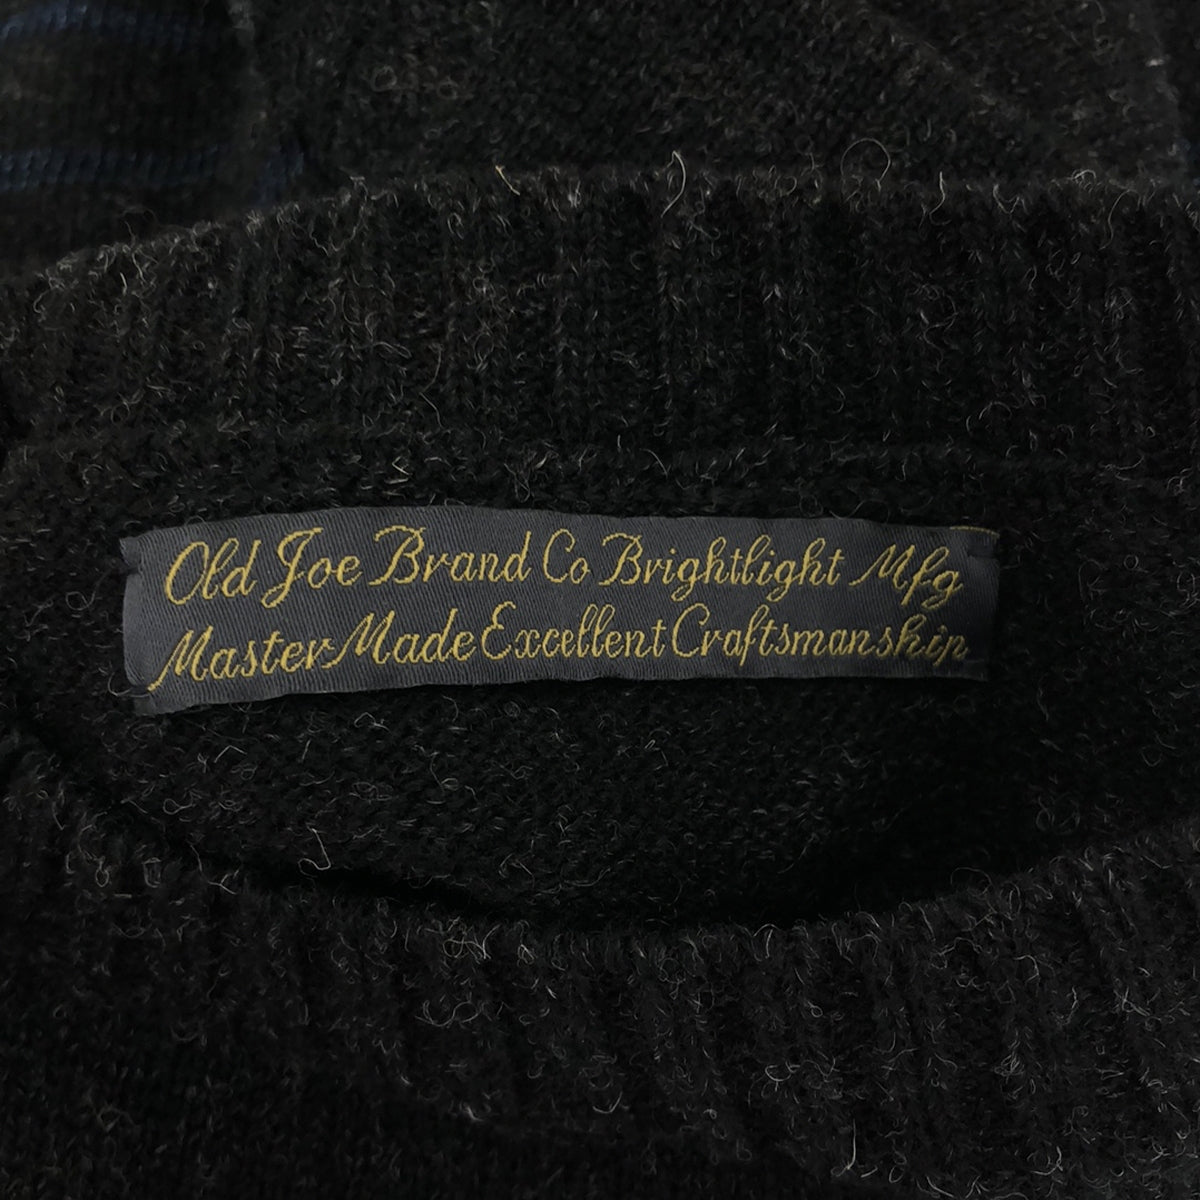 Old Joe Brand Co Brightlight Mfg
Master Made Excellent Craftsmanship